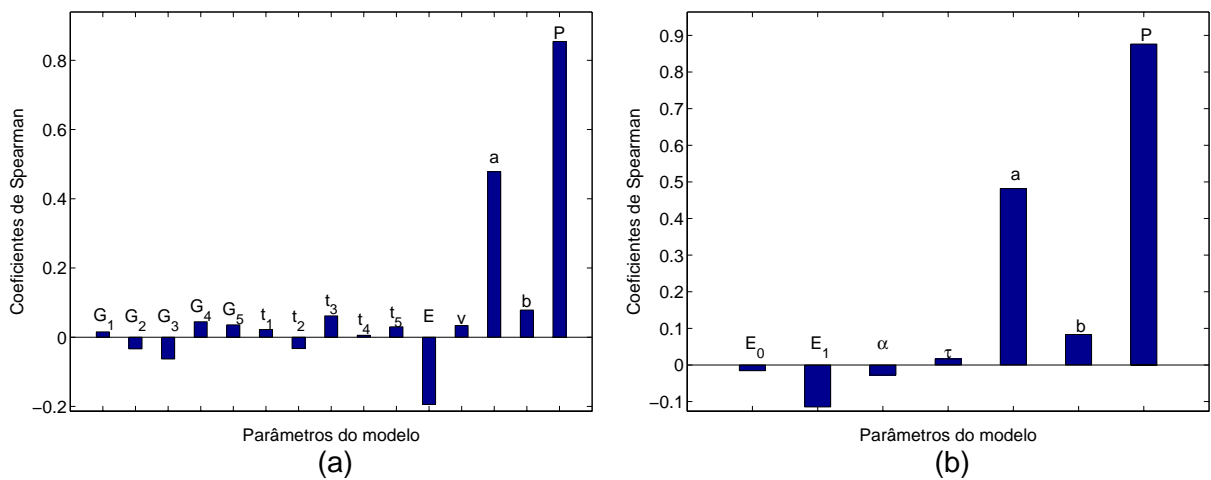 Coeficientes de Spearman
0.8
0.6
0.4
0.2
0
−0.2
G1 G2 G3 G4 G5 t1 t2 t3 t4 t5 E v a b P
Parâmetros do modelo
(a)
Coeficientes de Spearman
0.9
0.8
0.7
0.6
0.5
0.4
0.3
0.2
0.1
0
−0.1
E0 E1 α τ a b P
Parâmetros do modelo
(b)